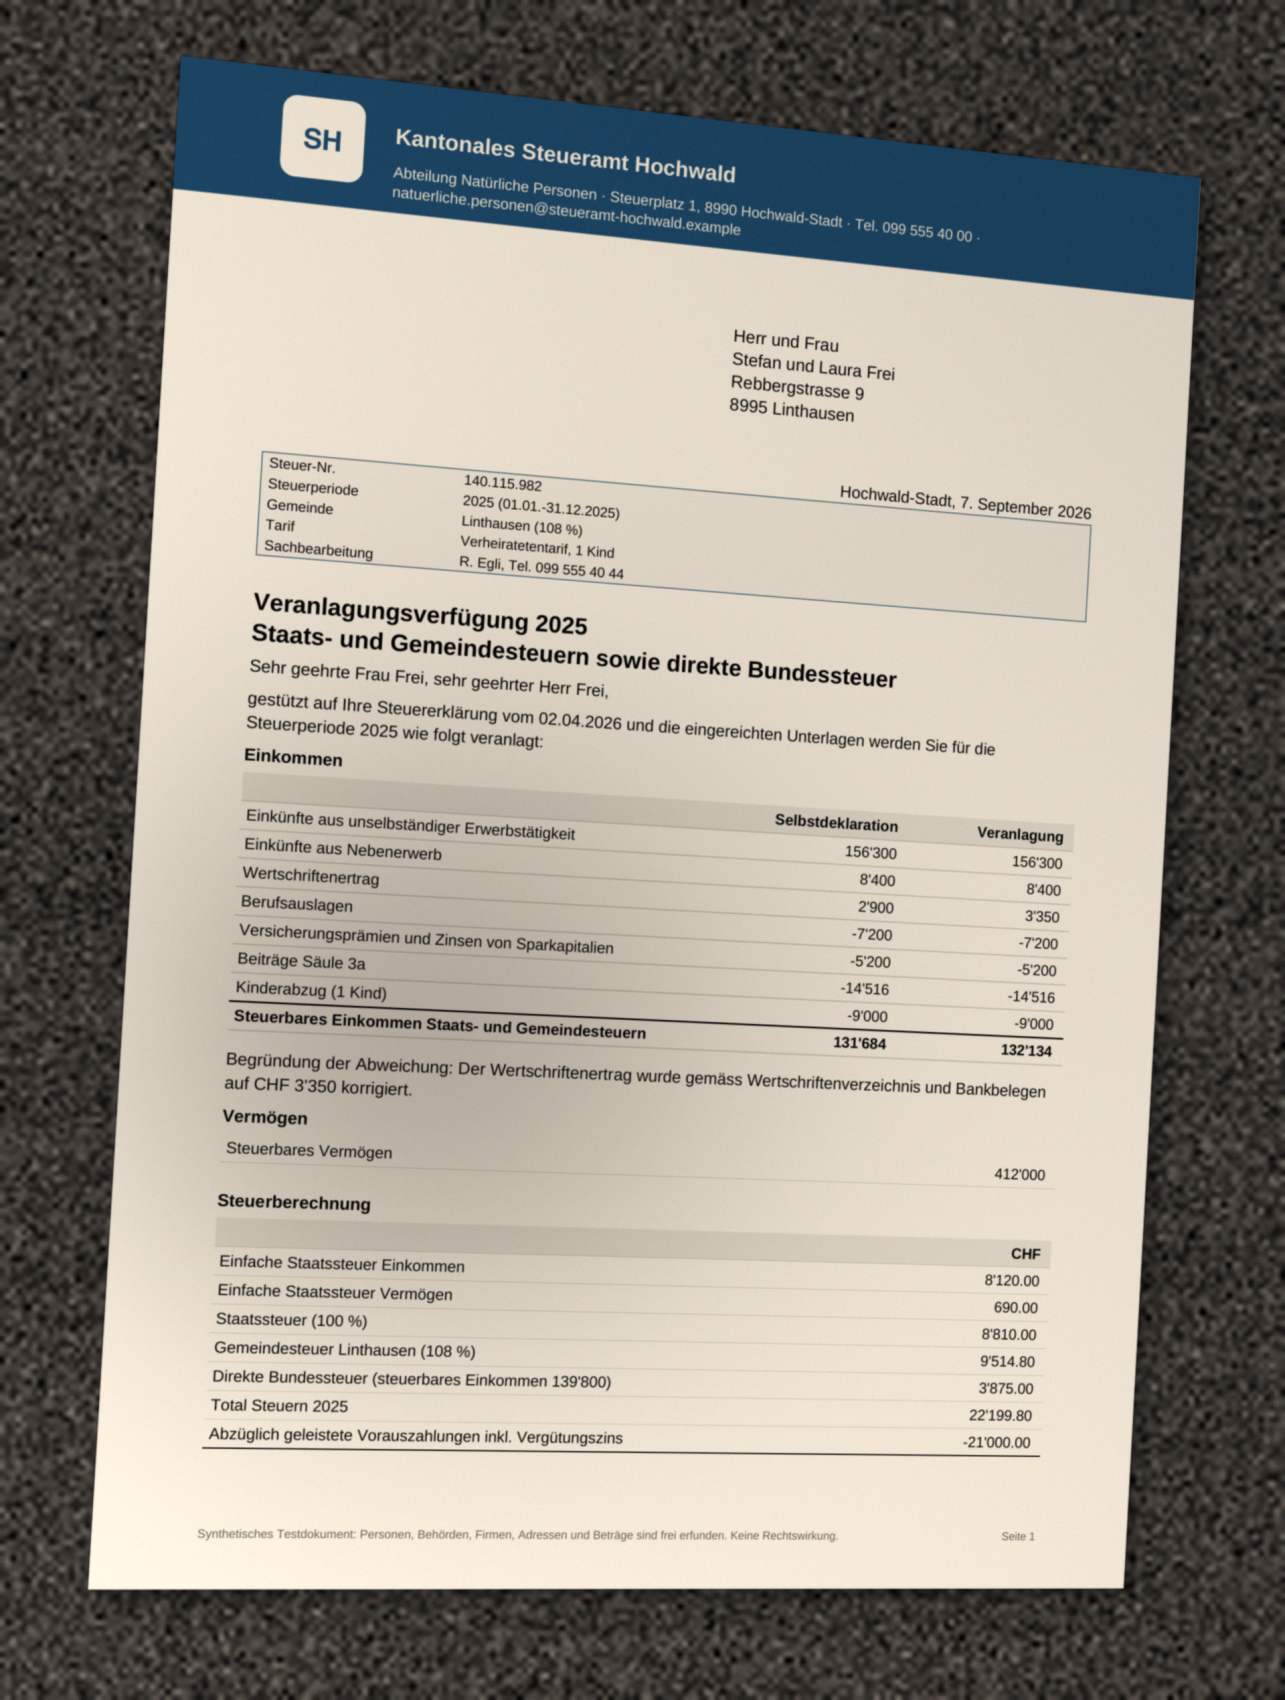 SH
Kantonales Steueramt Hochwald
Abteilung Natürliche Personen · Steuerplatz 1, 8990 Hochwald-Stadt · Tel. 099 555 40 00 ·
natuerliche.personen@steueramt-hochwald.example
Herr und Frau
Stefan und Laura Frei
Rebbergstrasse 9
8995 Linthausen
Hochwald-Stadt, 7. September 2026
Steuer-Nr. 140.115.982
Steuerperiode 2025 (01.01.-31.12.2025)
Gemeinde Linthausen (108 %)
Tarif Verheiratetentarif, 1 Kind
Sachbearbeitung R. Egli, Tel. 099 555 40 44
Veranlagungsverfügung 2025
Staats- und Gemeindesteuern sowie direkte Bundessteuer
Sehr geehrte Frau Frei, sehr geehrter Herr Frei,
gestützt auf Ihre Steuererklärung vom 02.04.2026 und die eingereichten Unterlagen werden Sie für die
Steuerperiode 2025 wie folgt veranlagt:
Einkommen
Selbstdeklaration Veranlagung
Einkünfte aus unselbständiger Erwerbstätigkeit 156'300 156'300
Einkünfte aus Nebenerwerb 8'400 8'400
Wertschriftenertrag 2'900 3'350
Berufsauslagen -7'200 -7'200
Versicherungsprämien und Zinsen von Sparkapitalien -5'200 -5'200
Beiträge Säule 3a -14'516 -14'516
Kinderabzug (1 Kind) -9'000 -9'000
Steuerbares Einkommen Staats- und Gemeindesteuern 131'684 132'134
Begründung der Abweichung: Der Wertschriftenertrag wurde gemäss Wertschriftenverzeichnis und Bankbelegen
auf CHF 3'350 korrigiert.
Vermögen
Steuerbares Vermögen 412'000
Steuerberechnung
CHF
Einfache Staatssteuer Einkommen 8'120.00
Einfache Staatssteuer Vermögen 690.00
Staatssteuer (100 %) 8'810.00
Gemeindesteuer Linthausen (108 %) 9'514.80
Direkte Bundessteuer (steuerbares Einkommen 139'800) 3'875.00
Total Steuern 2025 22'199.80
Abzüglich geleistete Vorauszahlungen inkl. Vergütungszins -21'000.00
Synthetisches Testdokument: Personen, Behörden, Firmen, Adressen und Beträge sind frei erfunden. Keine Rechtswirkung. Seite 1